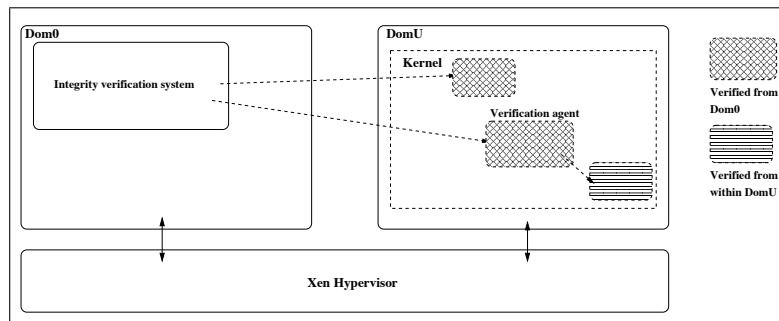 Dom0
DomU
Kernel
Integrity verification system
Verification agent
Verified from
Dom0
Verified from
within DomU
Xen Hypervisor